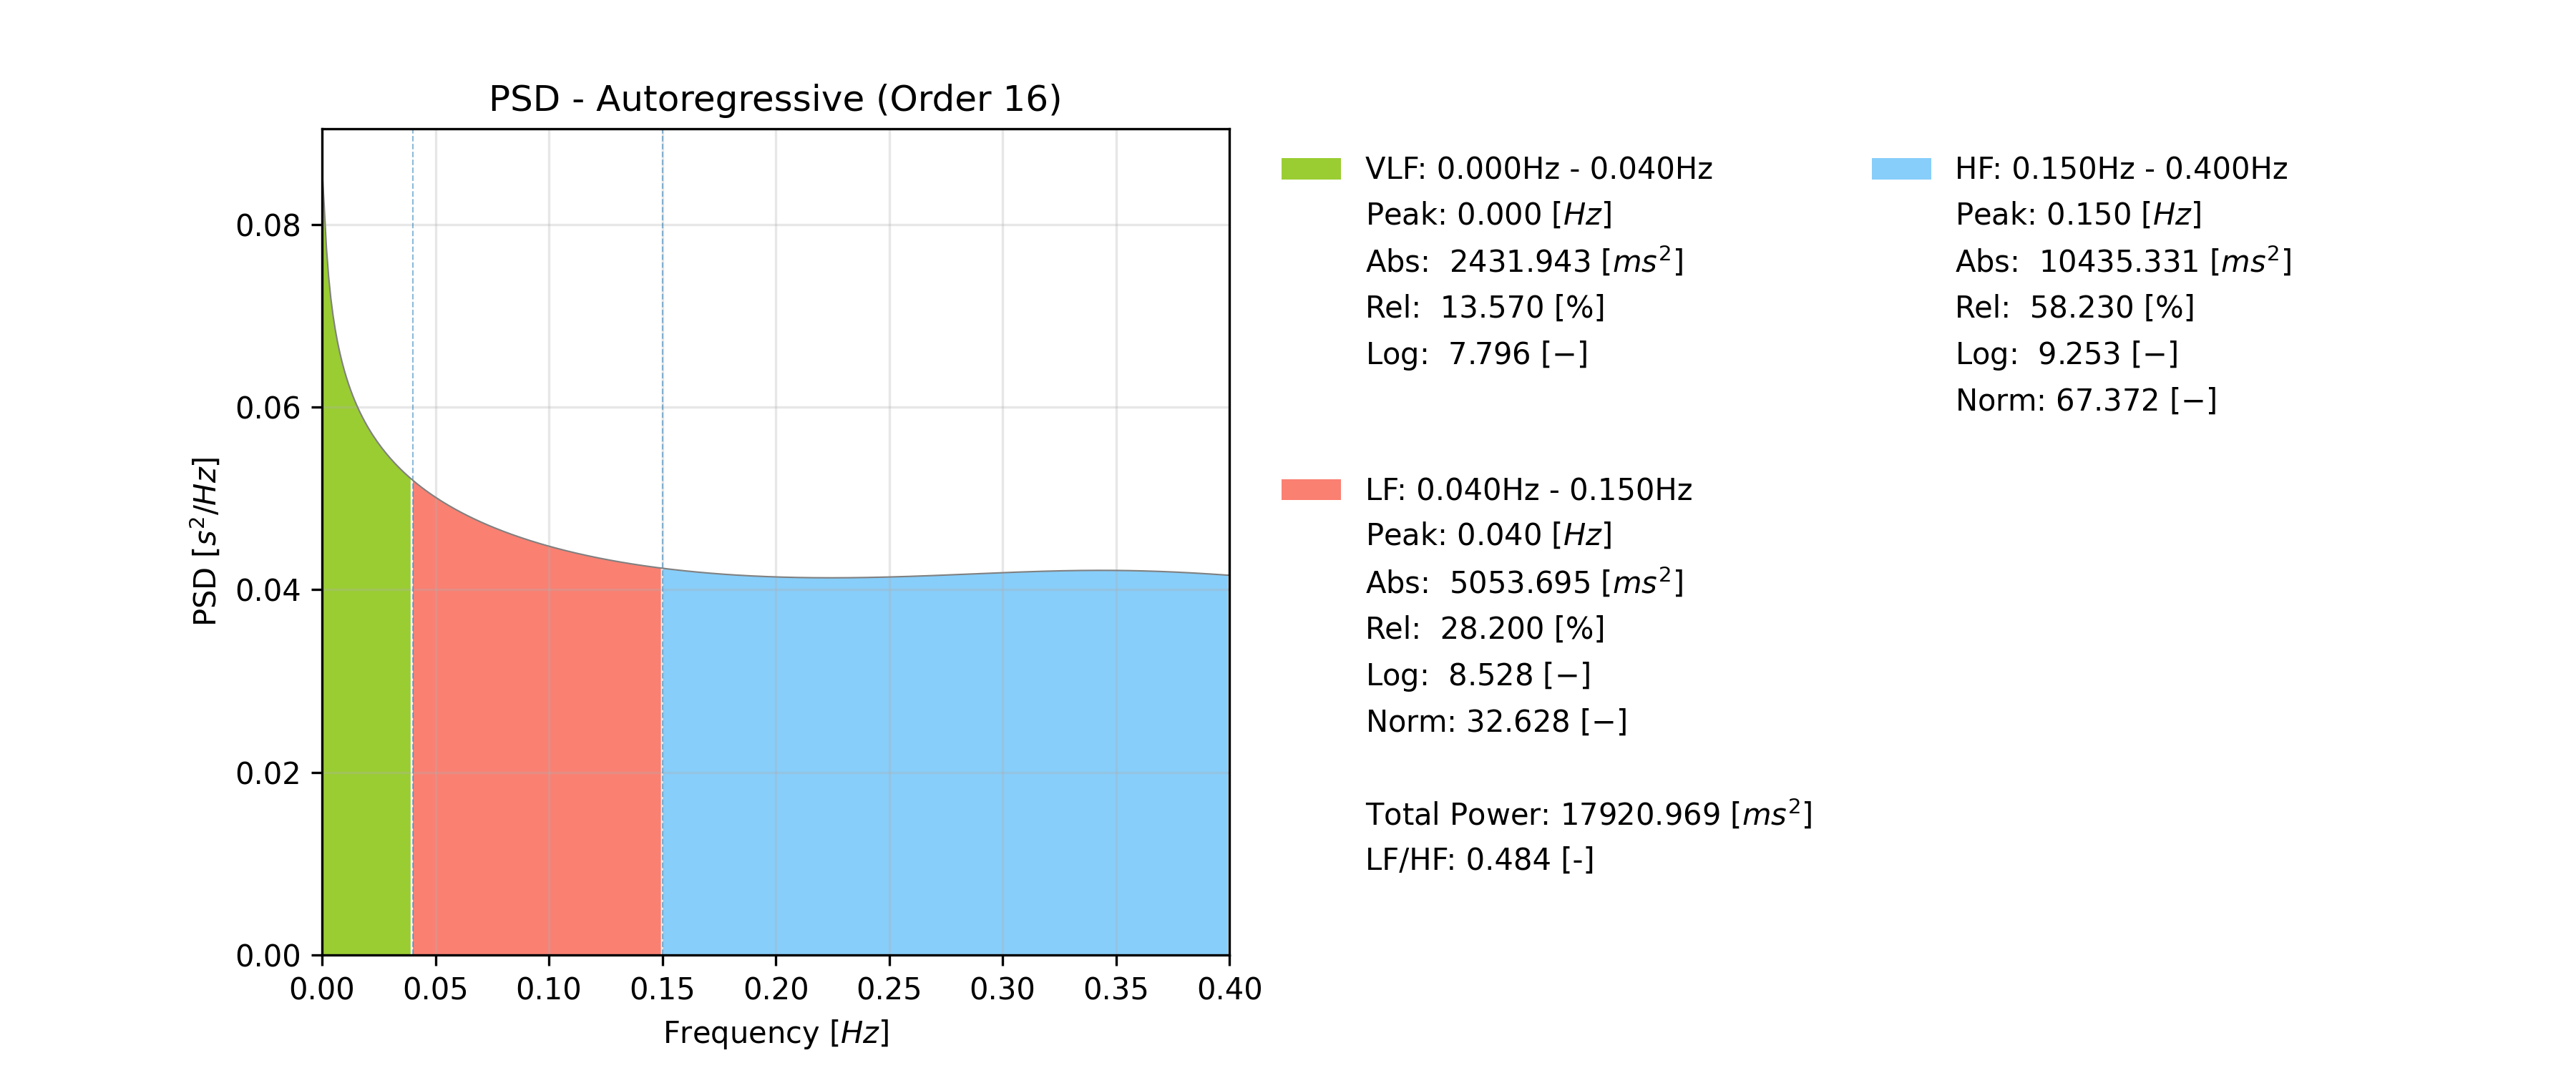 PSD - Autoregressive (Order 16)
PSD [s²/Hz]
0.08
0.06
0.04
0.02
0.00
0.00 0.05 0.10 0.15 0.20 0.25 0.30 0.35 0.40
Frequency [Hz]
VLF: 0.000Hz - 0.040Hz
Peak: 0.000 [Hz]
Abs: 2431.943 [ms²]
Rel: 13.570 [%]
Log: 7.796 [−]
LF: 0.040Hz - 0.150Hz
Peak: 0.040 [Hz]
Abs: 5053.695 [ms²]
Rel: 28.200 [%]
Log: 8.528 [−]
Norm: 32.628 [−]
Total Power: 17920.969 [ms²]
LF/HF: 0.484 [-]
HF: 0.150Hz - 0.400Hz
Peak: 0.150 [Hz]
Abs: 10435.331 [ms²]
Rel: 58.230 [%]
Log: 9.253 [−]
Norm: 67.372 [−]